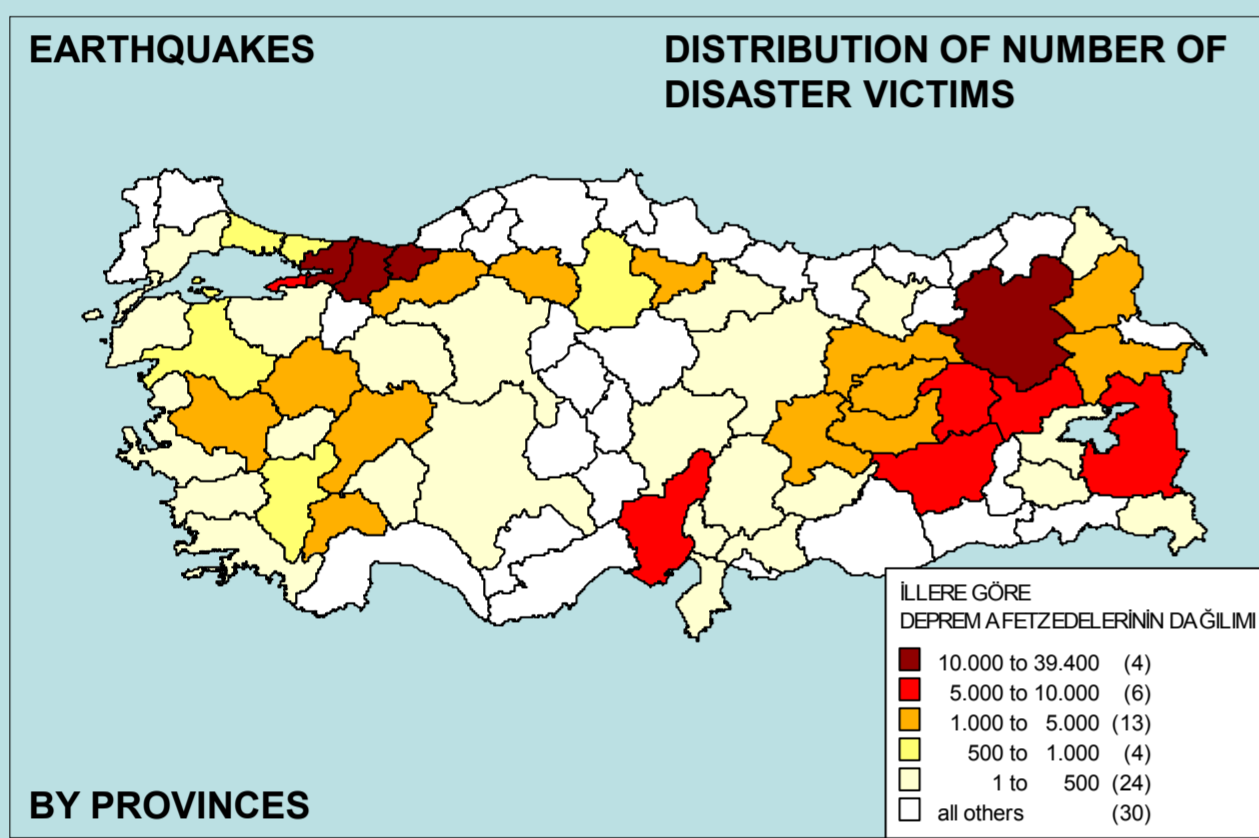 EARTHQUAKES
DISTRIBUTION OF NUMBER OF
DISASTER VICTIMS
İLLERE GÖRE
DEPREM AFETZEDELERİNİN DAĞILIMI
10.000 to 39.400 (4)
5.000 to 10.000 (6)
1.000 to 5.000 (13)
500 to 1.000 (4)
1 to 500 (24)
all others (30)
BY PROVINCES